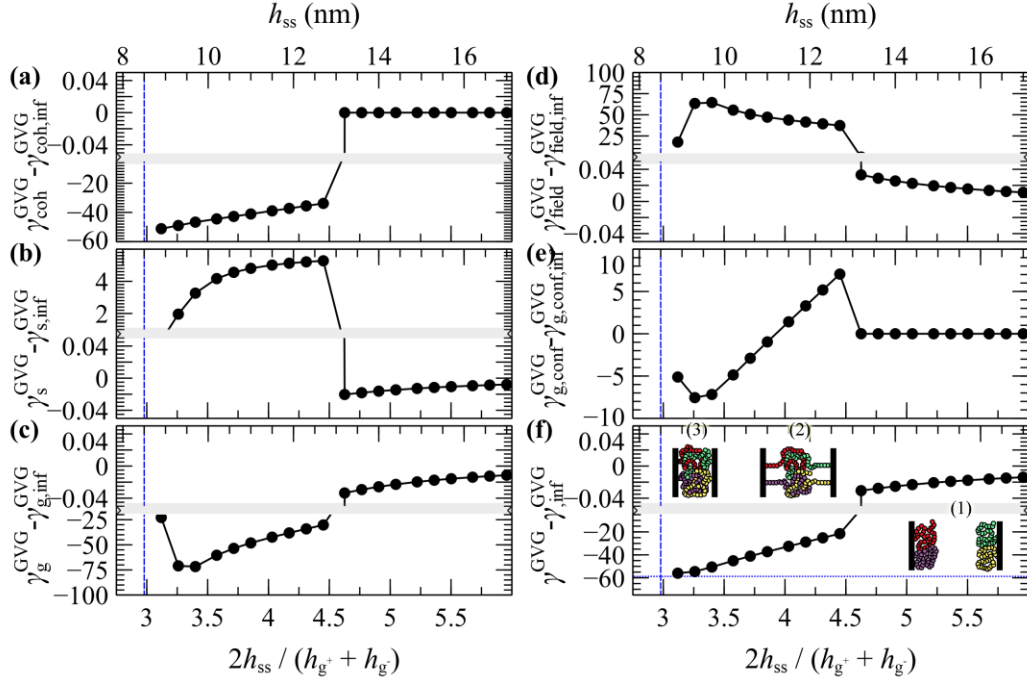 h_ss (nm)
h_ss (nm)
8 10 12 14 16
8 10 12 14 16
(a)
0.04
0
−0.04
−20
−40
−60
γ_coh^GVG-γ_coh,inf^GVG
(d)
100
75
50
25
0.04
0
−0.04
γ_field^GVG-γ_field,inf^GVG
(b)
4
2
0.04
0
−0.04
γ_s^GVG-γ_s,inf^GVG
(e)
10
5
0
−5
−10
γ_g,conf^GVG-γ_g,conf,inf^GVG
(c)
0.04
0
−0.04
−25
−50
−75
−100
γ_g^GVG-γ_g,inf^GVG
(f)
0.04
0
−0.04
−20
−40
−60
γ^GVG-γ_,inf^GVG
(3)
(2)
(1)
3 3.5 4 4.5 5 5.5
3 3.5 4 4.5 5 5.5
2h_ss / (h_g⁺ + h_g⁻)
2h_ss / (h_g⁺ + h_g⁻)